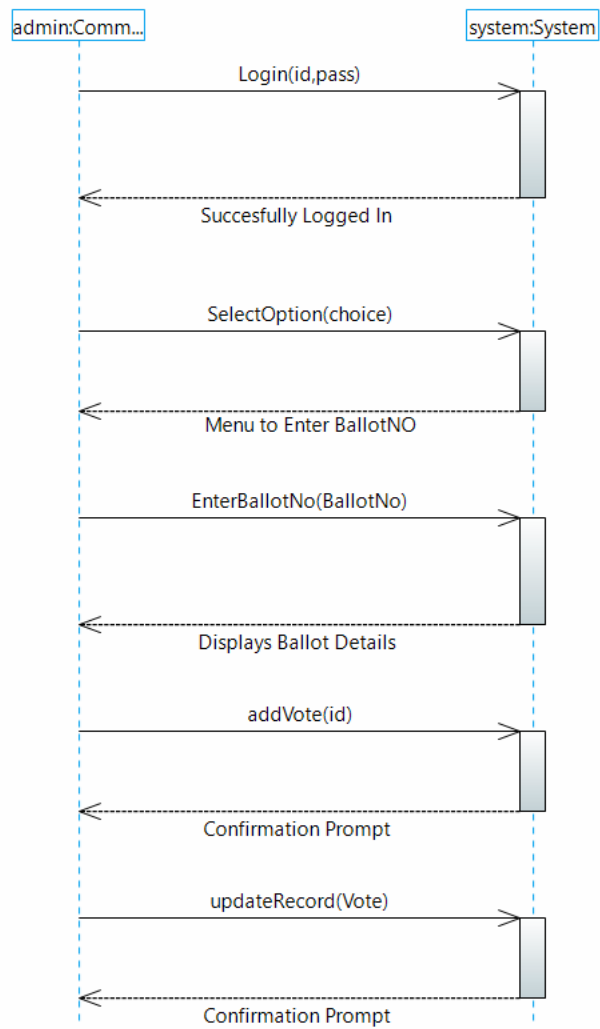 admin:Comm...
system:System
Login(id,pass)
Succesfully Logged In
SelectOption(choice)
Menu to Enter BallotNO
EnterBallotNo(BallotNo)
Displays Ballot Details
addVote(id)
Confirmation Prompt
updateRecord(Vote)
Confirmation Prompt